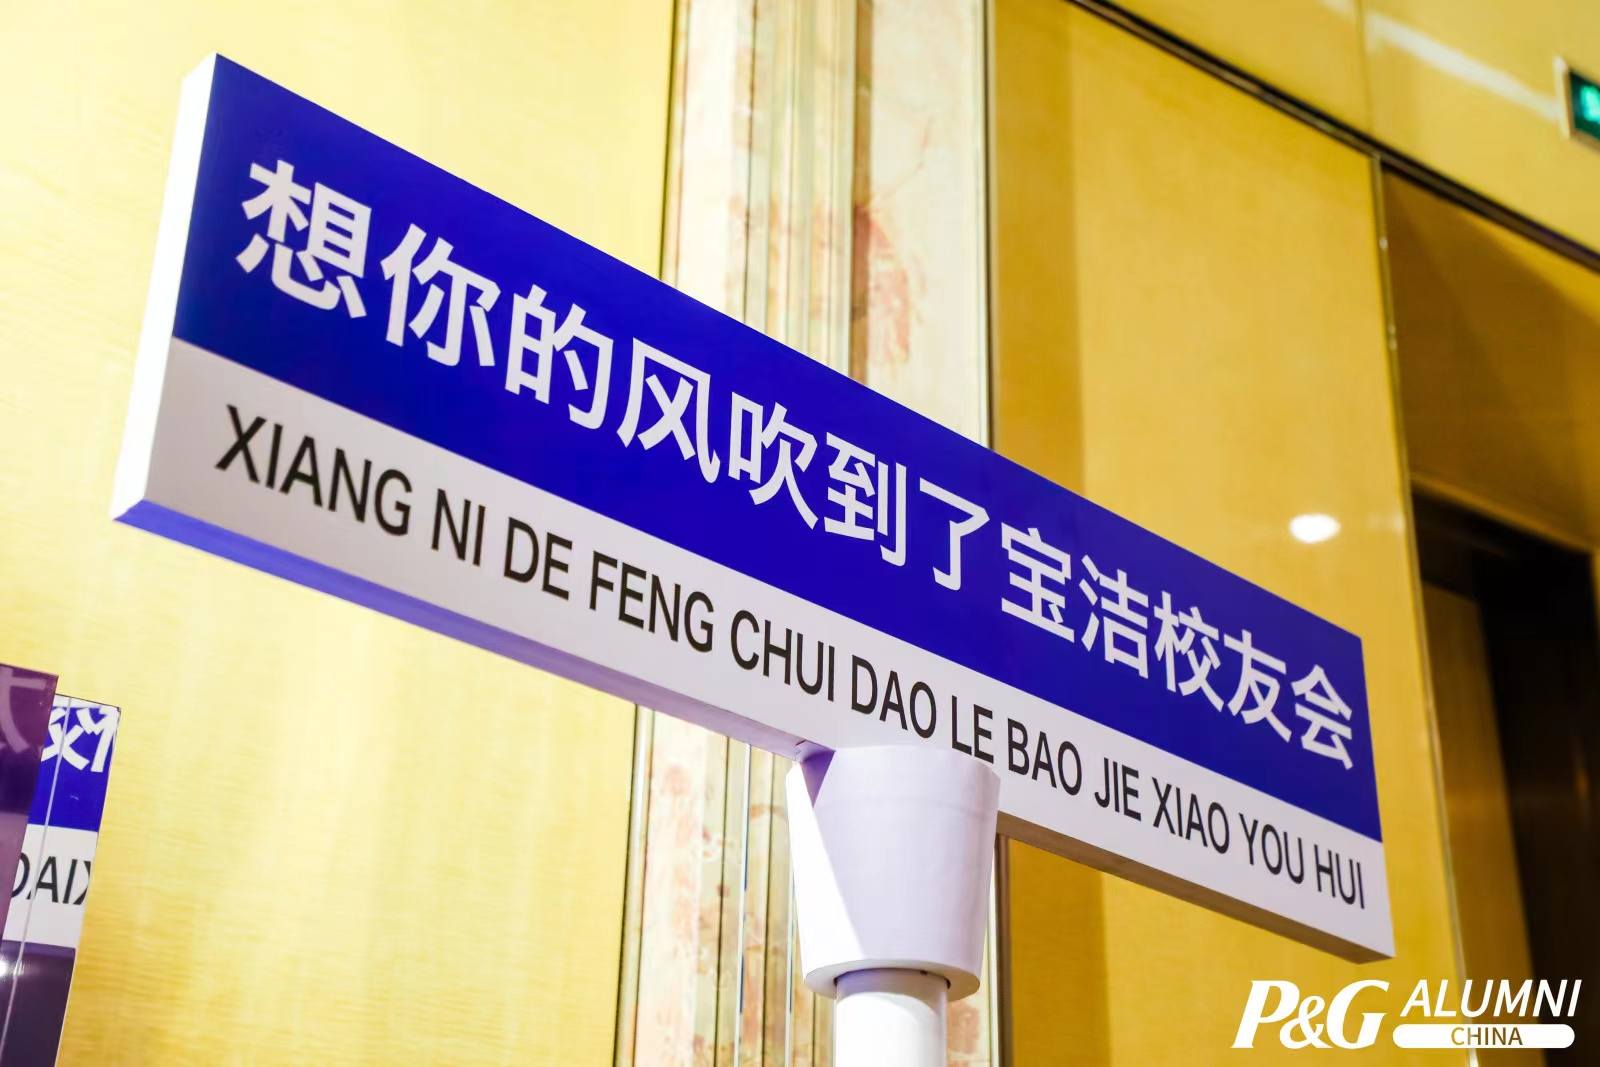 想你的风吹到了宝洁校友会
XIANG NI DE FENG CHUI DAO LE BAO JIE XIAO YOU HUI
P&G ALUMNI
CHINA